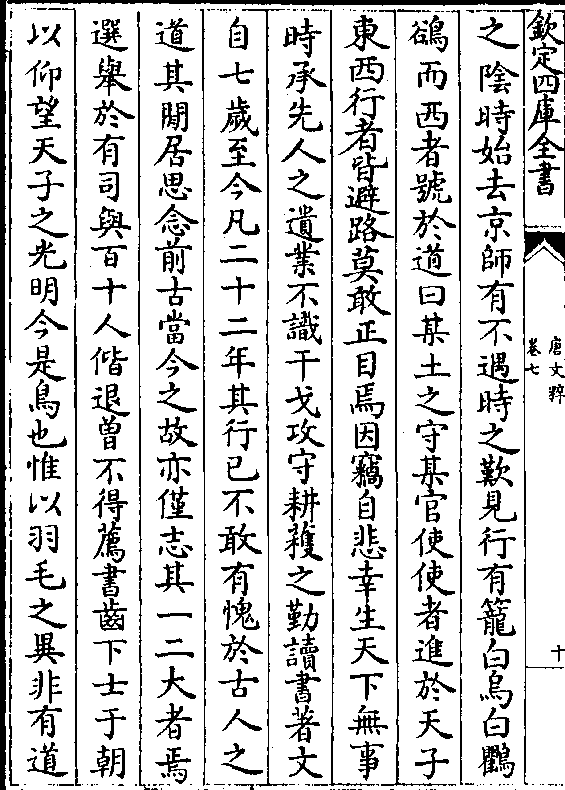 欽定四庫全書
唐文粹
卷七
十
之陰時始去京師有不遇時之歎見行有籠白烏白鸜
鵒而西者號於道曰某土之守某官使使者進於天子
東西行者皆避路莫敢正目焉因竊自悲幸生天下無事
時承先人之遺業不識干戈攻守耕穫之勤讀書著文
自七歲至今凡二十二年其行已不敢有愧於古人之
道其閒居思念前古當今之故亦僅志其一二大者焉
選舉於有司與百十人偕退曾不得薦書齒下士于朝
以仰望天子之光明今是鳥也惟以羽毛之異非有道